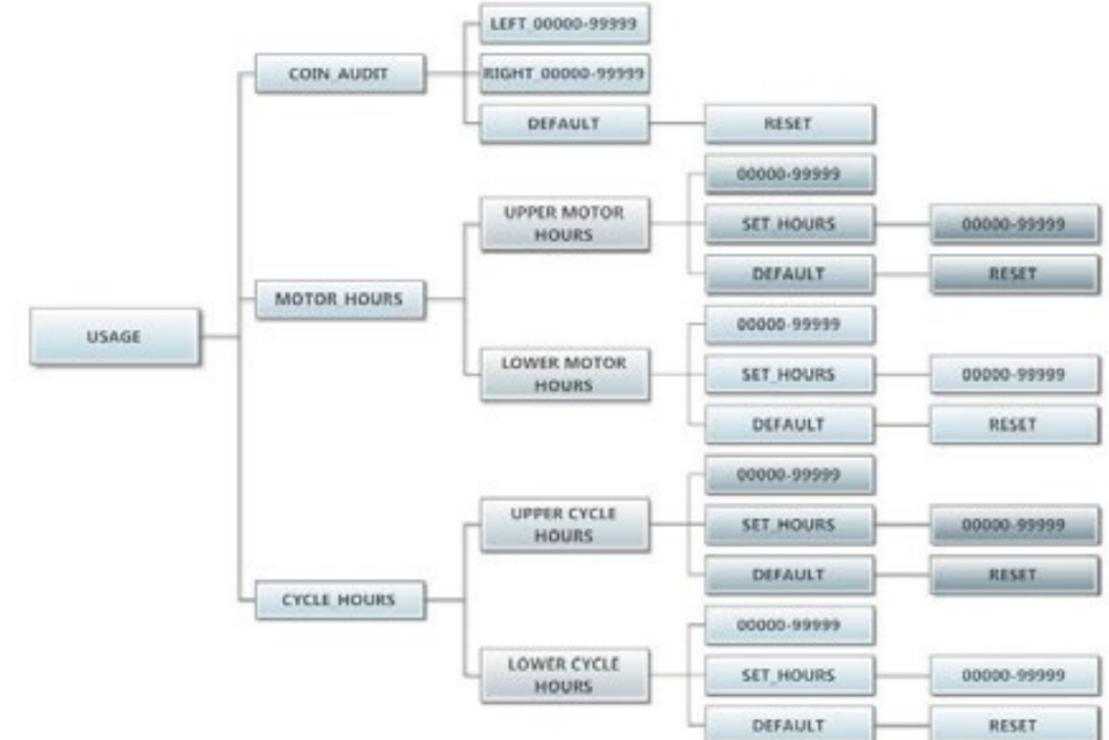 LEFT_00000-99999
COIN_AUDIT
RIGHT_00000-99999
DEFAULT
RESET
00000-99999
UPPER MOTOR
HOURS
SET_HOURS
00000-99999
DEFAULT
RESET
MOTOR_HOURS
00000-99999
USAGE
LOWER MOTOR
HOURS
SET_HOURS
00000-99999
DEFAULT
RESET
00000-99999
UPPER CYCLE
HOURS
SET_HOURS
00000-99999
DEFAULT
RESET
CYCLE_HOURS
00000-99999
LOWER CYCLE
HOURS
SET_HOURS
00000-99999
DEFAULT
RESET